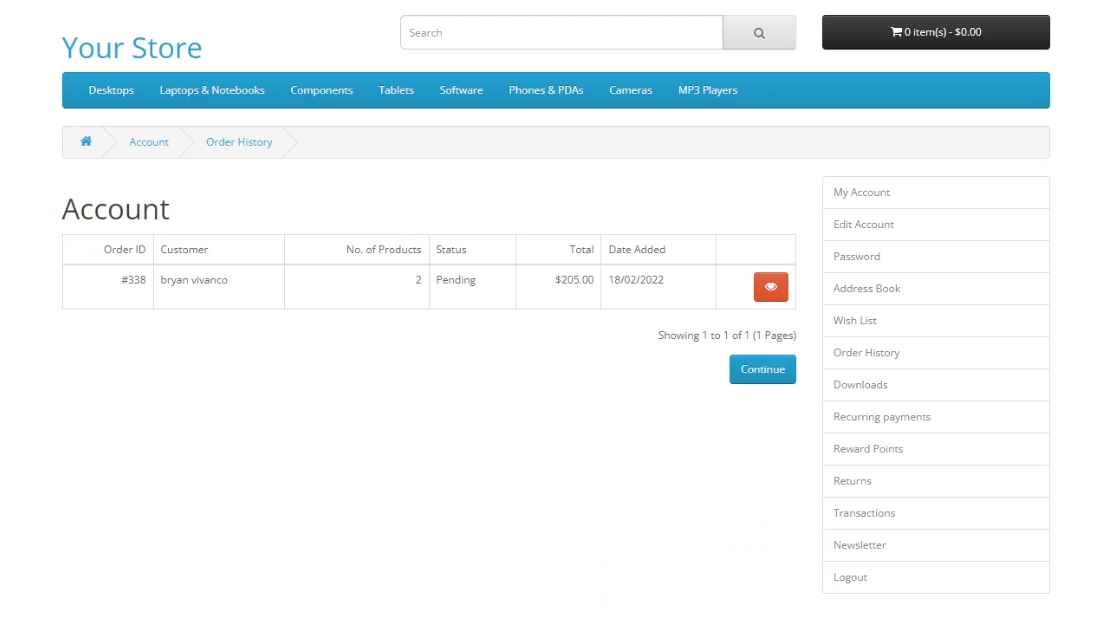 Your Store
Search
0 item(s) - $0.00
Desktops Laptops & Notebooks Components Tablets Software Phones & PDAs Cameras MP3 Players
Account Order History
Account
Order ID Customer No. of Products Status Total Date Added
#338 bryan vivanco 2 Pending $205.00 18/02/2022
Showing 1 to 1 of 1 (1 Pages)
Continue
My Account
Edit Account
Password
Address Book
Wish List
Order History
Downloads
Recurring payments
Reward Points
Returns
Transactions
Newsletter
Logout